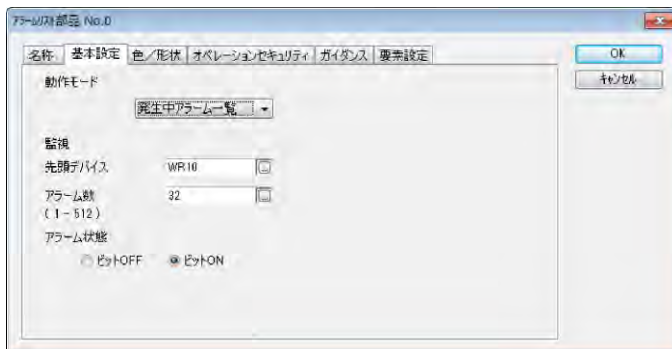 アラームリスト部品 No.0
名称 基本設定 色/形状 オペレーションセキュリティ ガイダンス 要素設定
OK
キャンセル
動作モード
発生中アラーム一覧
監視
先頭デバイス WR10
アラーム数 32
(1-512)
アラーム状態
ビットOFF ビットON